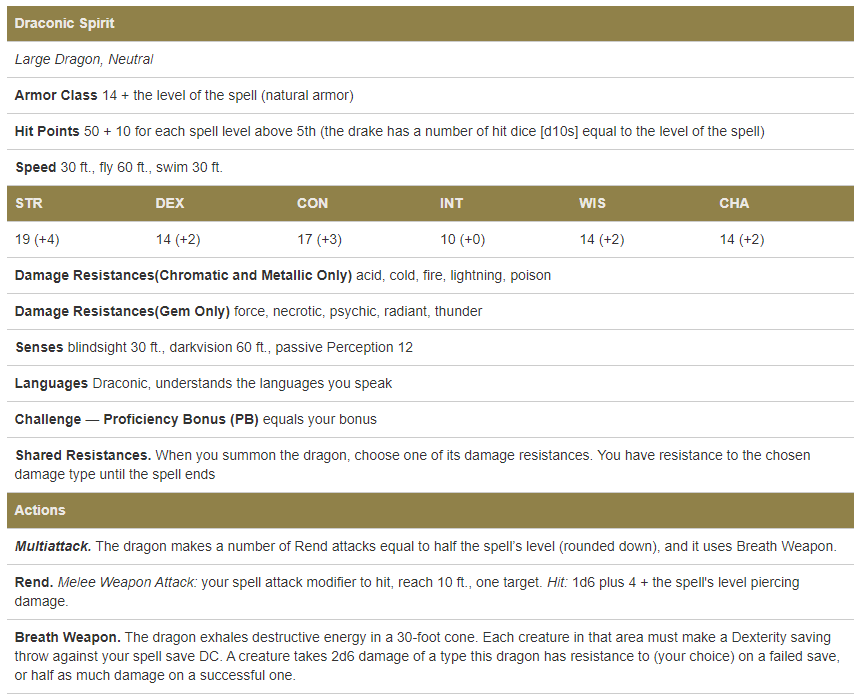 Draconic Spirit
Large Dragon, Neutral
Armor Class 14 + the level of the spell (natural armor)
Hit Points 50 + 10 for each spell level above 5th (the drake has a number of hit dice [d10s] equal to the level of the spell)
Speed 30 ft., fly 60 ft., swim 30 ft.
STR DEX CON INT WIS CHA
19 (+4) 14 (+2) 17 (+3) 10 (+0) 14 (+2) 14 (+2)
Damage Resistances(Chromatic and Metallic Only) acid, cold, fire, lightning, poison
Damage Resistances(Gem Only) force, necrotic, psychic, radiant, thunder
Senses blindsight 30 ft., darkvision 60 ft., passive Perception 12
Languages Draconic, understands the languages you speak
Challenge — Proficiency Bonus (PB) equals your bonus
Shared Resistances. When you summon the dragon, choose one of its damage resistances. You have resistance to the chosen
damage type until the spell ends
Actions
Multiattack. The dragon makes a number of Rend attacks equal to half the spell’s level (rounded down), and it uses Breath Weapon.
Rend. Melee Weapon Attack: your spell attack modifier to hit, reach 10 ft., one target. Hit: 1d6 plus 4 + the spell's level piercing
damage.
Breath Weapon. The dragon exhales destructive energy in a 30-foot cone. Each creature in that area must make a Dexterity saving
throw against your spell save DC. A creature takes 2d6 damage of a type this dragon has resistance to (your choice) on a failed save,
or half as much damage on a successful one.